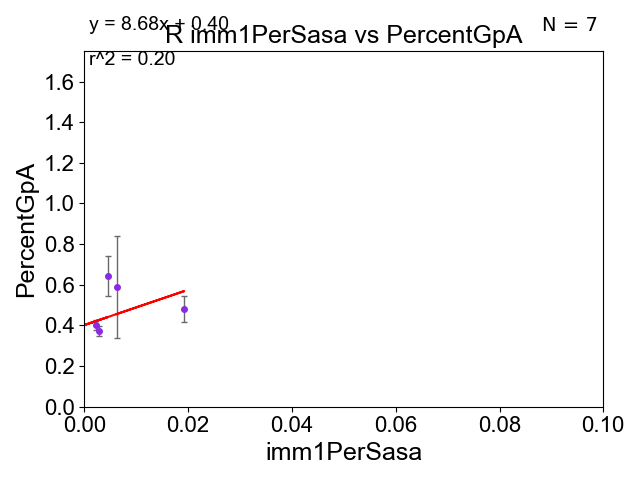 y = 8.68x + 0.40
N = 7
R imm1PerSasa vs PercentGpA
r^2 = 0.20
1.6
1.4
1.2
1.0
0.8
0.6
0.4
0.2
0.0
PercentGpA
0.00 0.02 0.04 0.06 0.08 0.10
imm1PerSasa